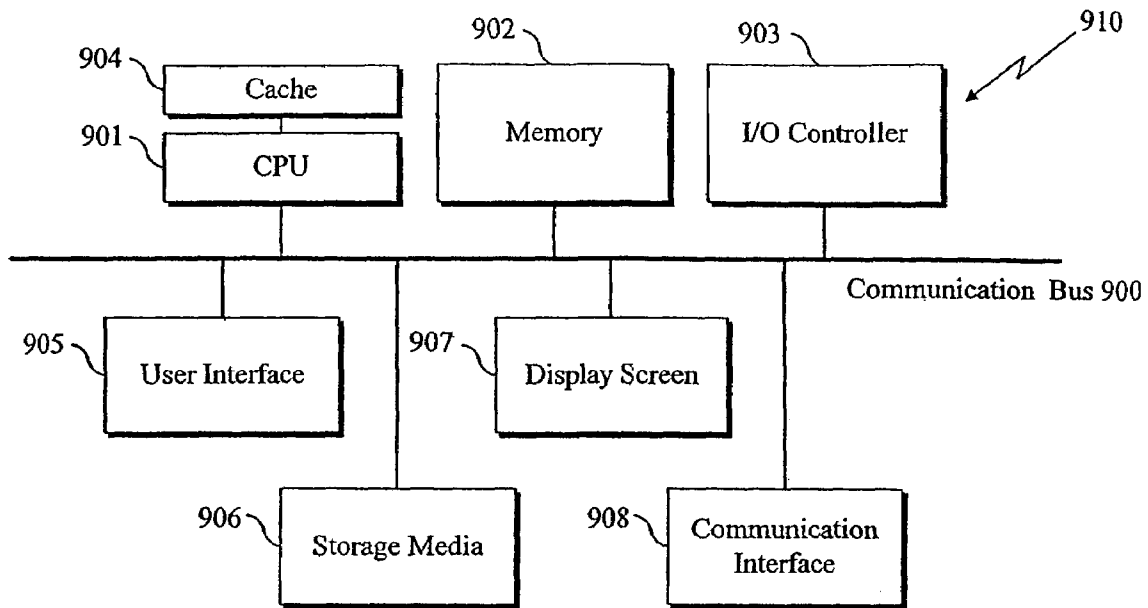 902
903
910
904
Cache
901
CPU
Memory
I/O Controller
Communication Bus 900
905
User Interface
907
Display Screen
906
Storage Media
908
Communication
Interface